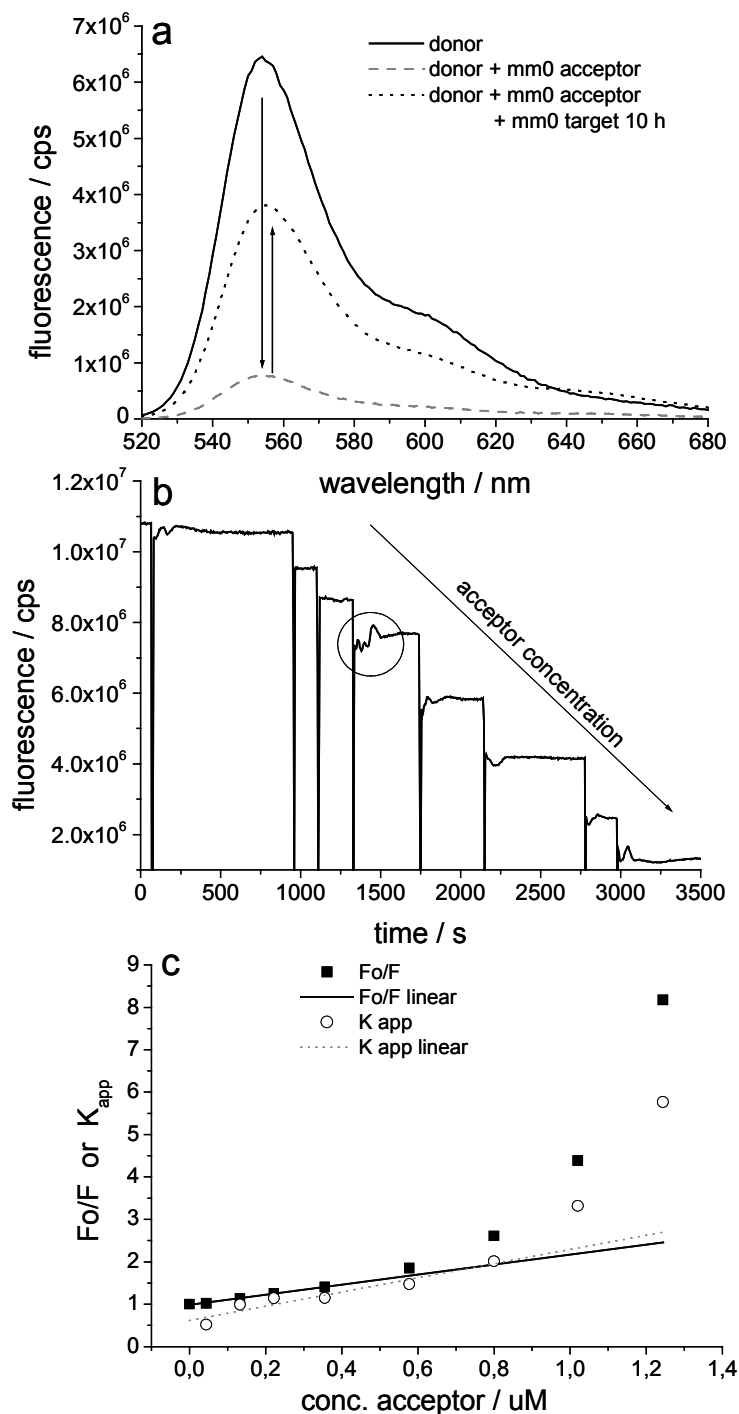 a
7x10⁶
6x10⁶
5x10⁶
4x10⁶
3x10⁶
2x10⁶
1x10⁶
0
fluorescence / cps
donor
donor + mm0 acceptor
donor + mm0 acceptor
+ mm0 target 10 h
520 540 560 580 600 620 640 660 680
wavelength / nm
b
1.2x10⁷
1.0x10⁷
8.0x10⁶
6.0x10⁶
4.0x10⁶
2.0x10⁶
fluorescence / cps
acceptor concentration
0 500 1000 1500 2000 2500 3000 3500
time / s
c
9
8
7
6
5
4
3
2
1
0
Fo/F or Kapp
Fo/F
Fo/F linear
K app
K app linear
0,0 0,2 0,4 0,6 0,8 1,0 1,2 1,4
conc. acceptor / uM